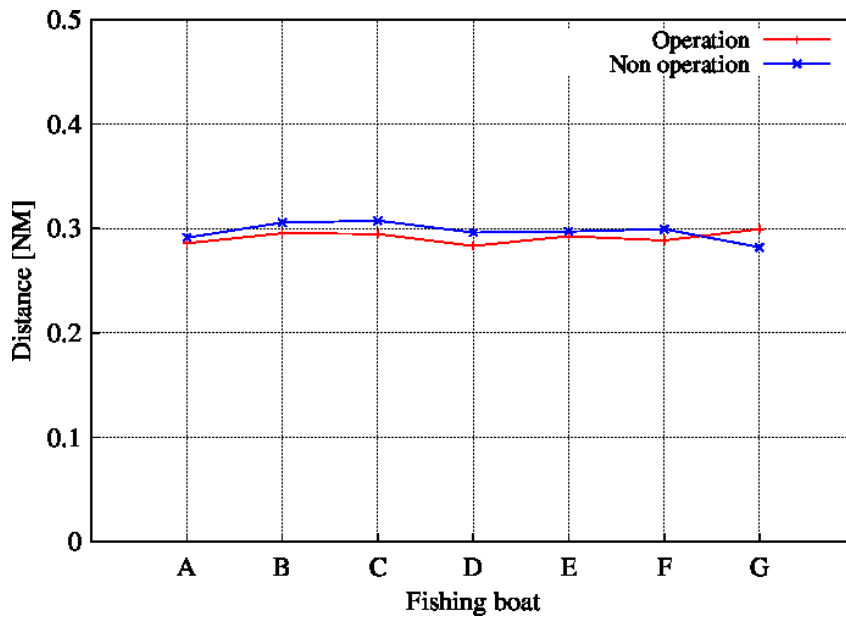 0.5
0.4
0.3
0.2
0.1
0
Distance [NM]
Operation
Non operation
A B C D E F G
Fishing boat